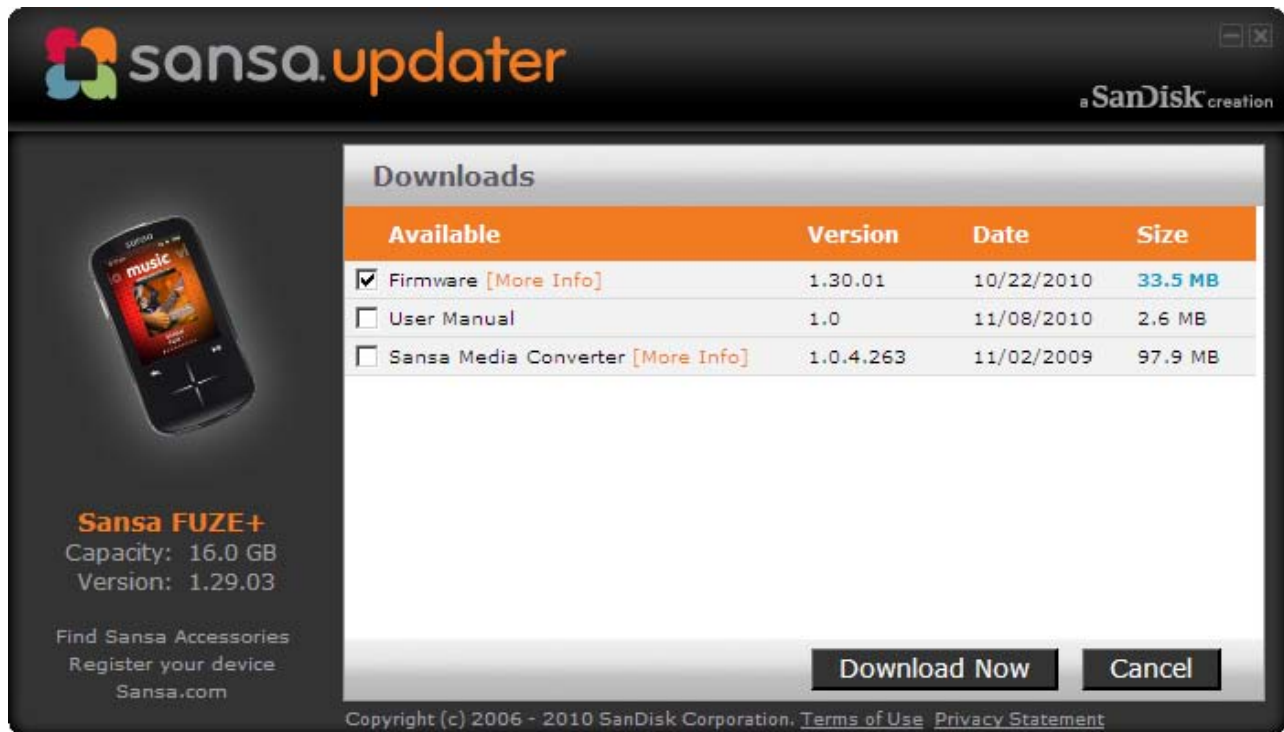 sansa updater
a SanDisk creation
Downloads
Available Version Date Size
Firmware [More Info] 1.30.01 10/22/2010 33.5 MB
User Manual 1.0 11/08/2010 2.6 MB
Sansa Media Converter [More Info] 1.0.4.263 11/02/2009 97.9 MB
sansa
music
Sansa FUZE+
Capacity: 16.0 GB
Version: 1.29.03
Find Sansa Accessories
Register your device
Sansa.com
Download Now Cancel
Copyright (c) 2006 - 2010 SanDisk Corporation. Terms of Use Privacy Statement